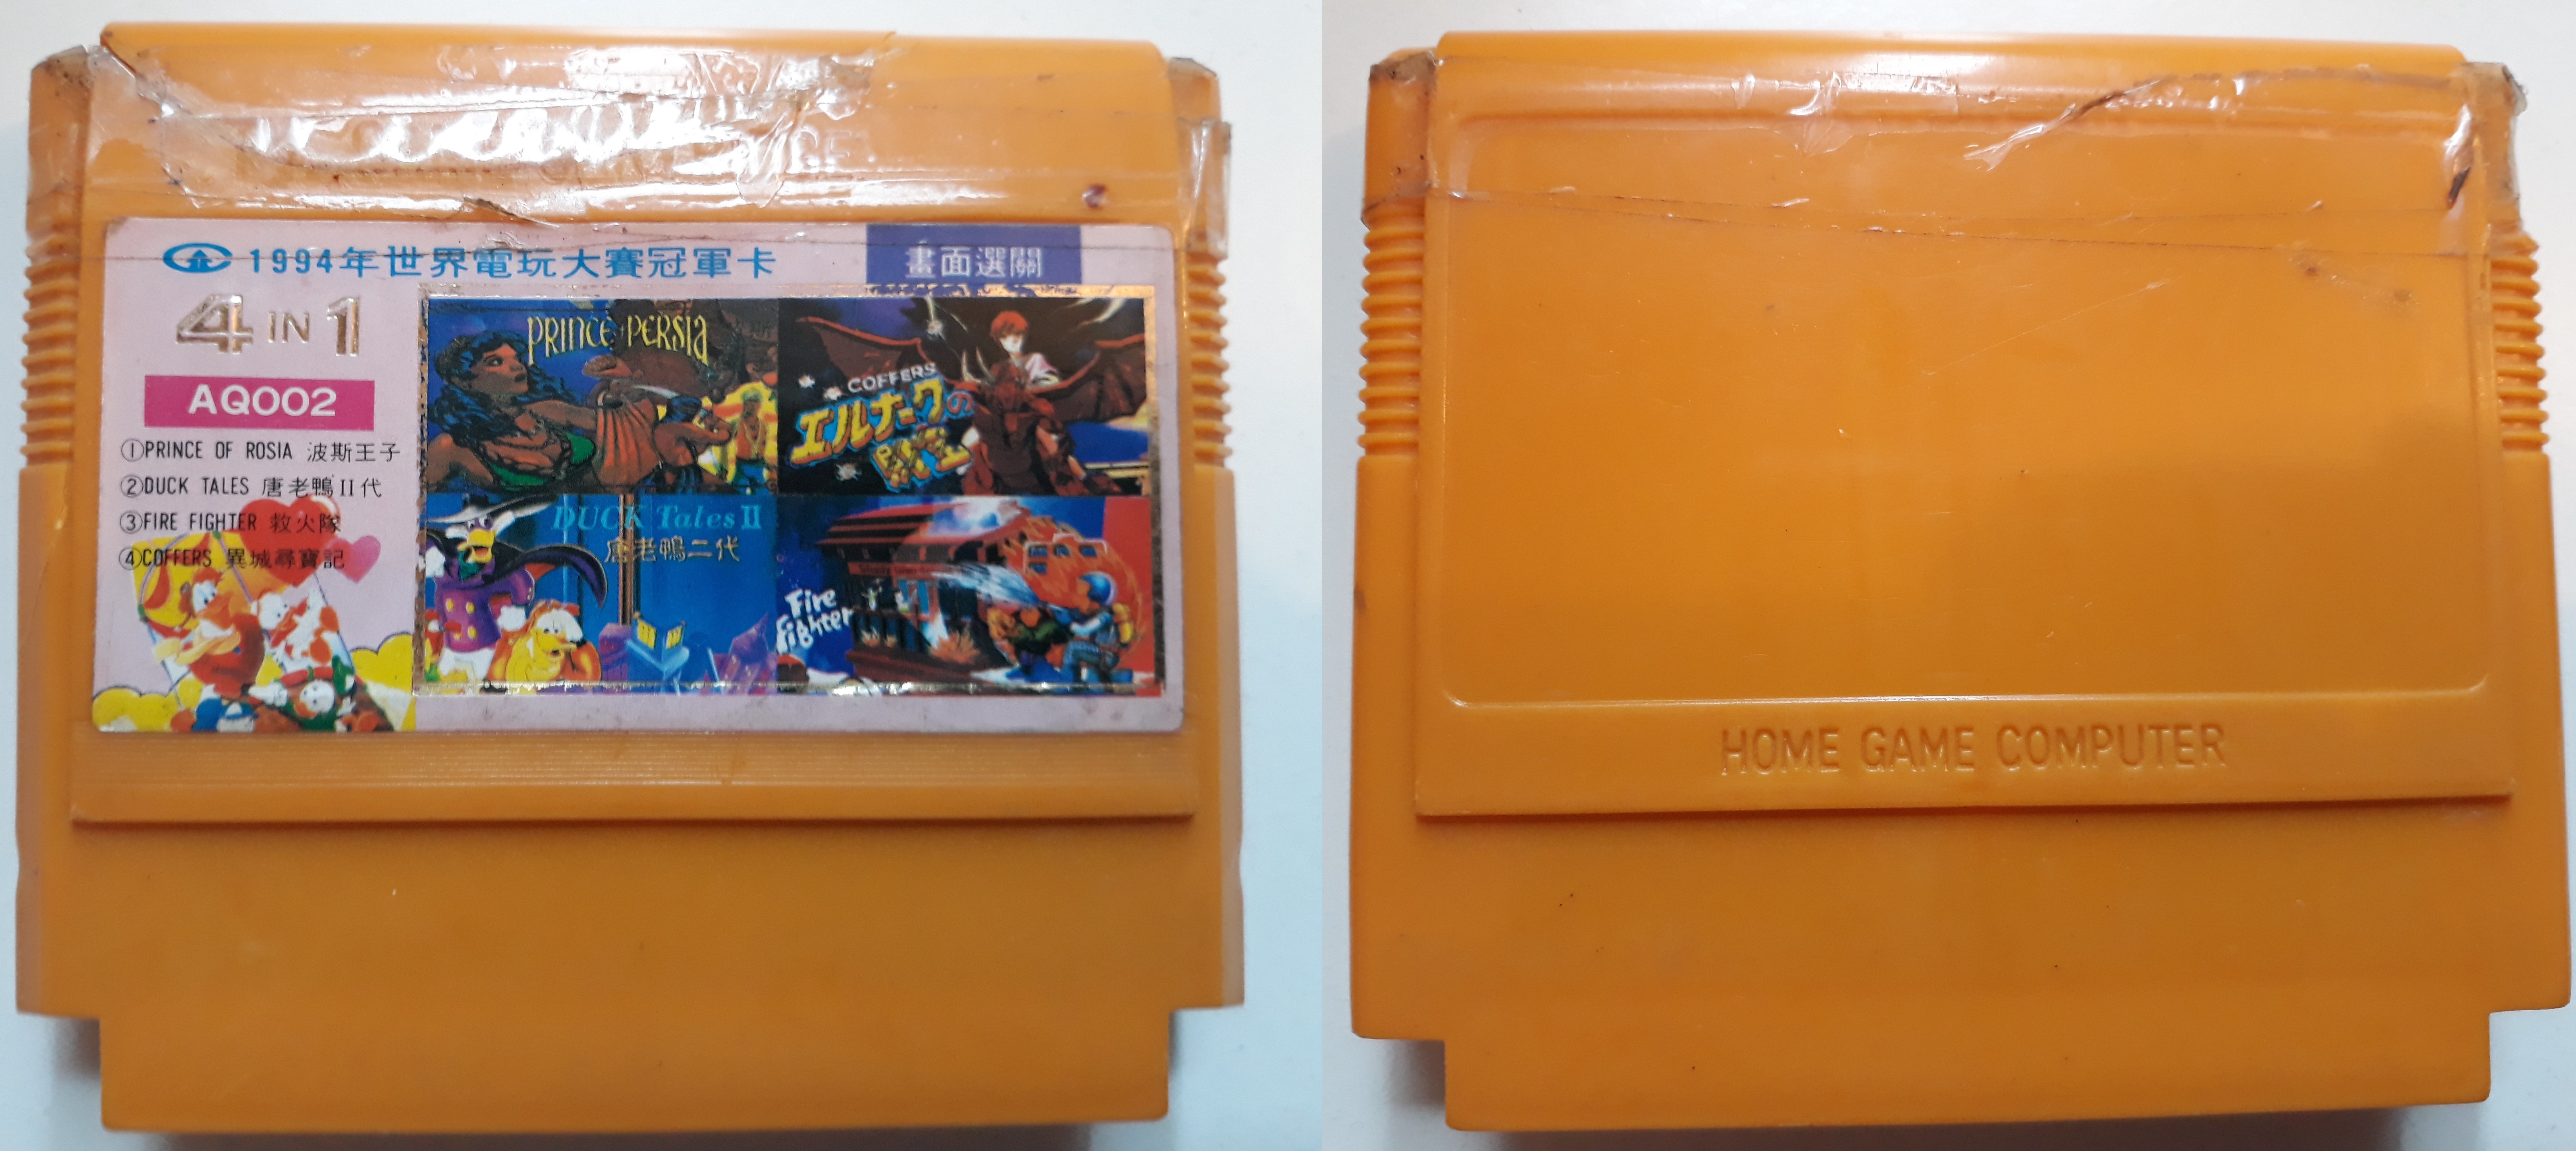 1994年世界電玩大賽冠軍卡
畫面選關
4 IN 1
AQ002
①PRINCE OF ROSIA 波斯王子
②DUCK TALES 唐老鴨II代
③FIRE FIGHTER 救火隊
④COFFERS 異城尋寶記
PRINCE OF PERSIA
COFFERS
エルナークの
財宝
DUCK Tales II
唐老鴨二代
Fire
Fighter
HOME GAME COMPUTER